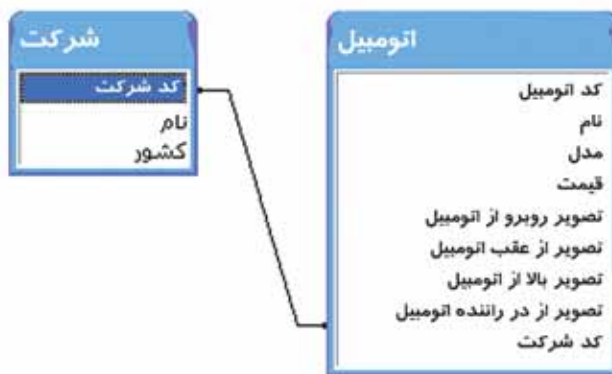 اتومبیل
کد اتومبیل
نام
مدل
قیمت
تصویر روبرو از اتومبیل
تصویر از عقب اتومبیل
تصویر بالا از اتومبیل
تصویر از در راننده اتومبیل
کد شرکت
شرکت
کد شرکت
نام
کشور